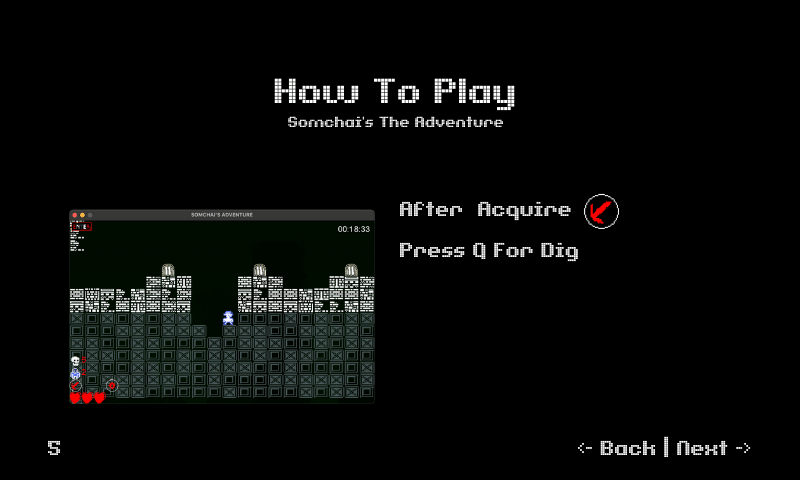 How To Play
Somchai's The Adventure
SOMCHAI'S ADVENTURE
00:18:33
After Acquire
Press Q For Dig
5
<- Back | Next ->